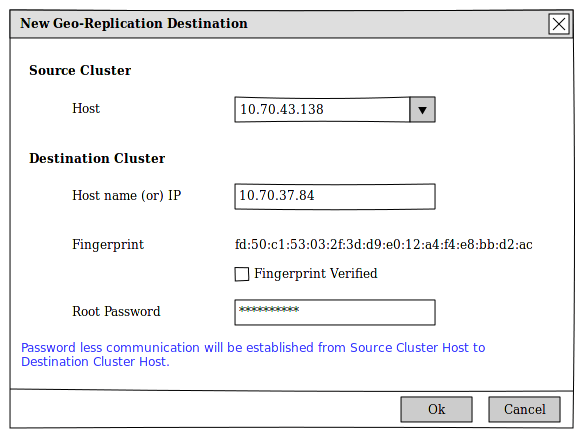 New Geo-Replication Destination
Source Cluster
Host
10.70.43.138
Destination Cluster
Host name (or) IP
10.70.37.84
Fingerprint
fd:50:c1:53:03:2f:3d:d9:e0:12:a4:f4:e8:bb:d2:ac
Fingerprint Verified
Root Password
**********
Password less communication will be established from Source Cluster Host to
Destination Cluster Host.
Ok
Cancel